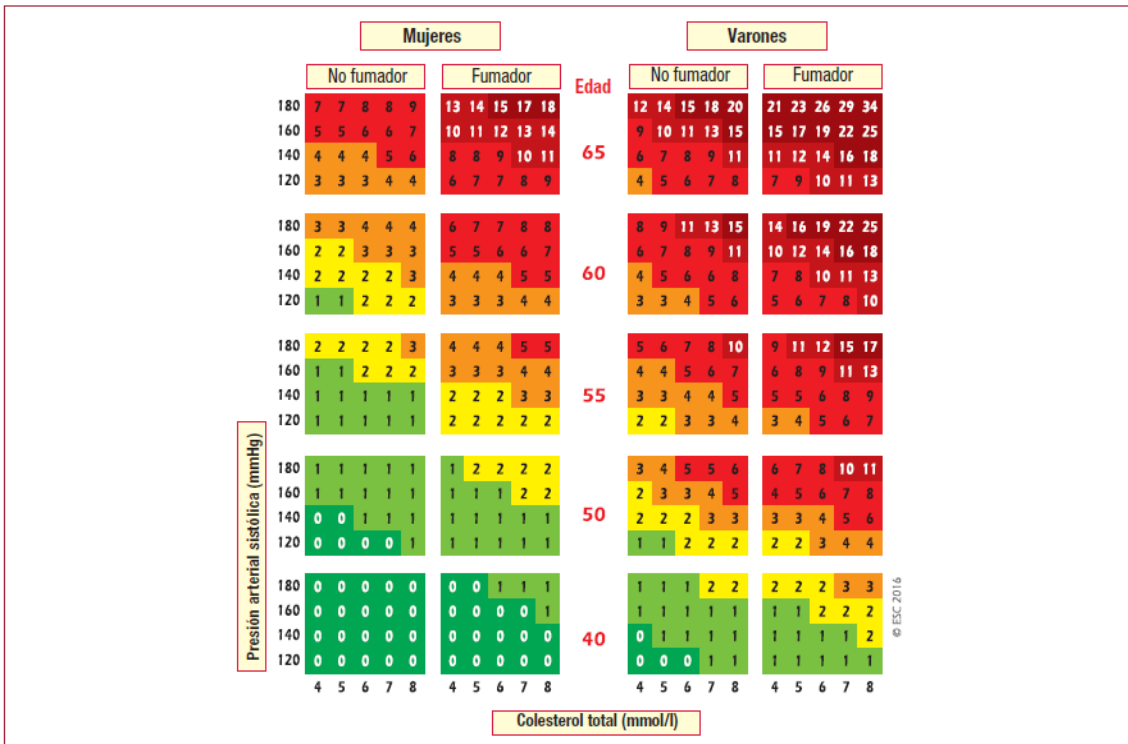 Mujeres Varones
No fumador Fumador Edad No fumador Fumador
180 7 7 8 8 9 13 14 15 17 18 12 14 15 18 20 21 23 26 29 34
160 5 5 6 6 7 10 11 12 13 14 9 10 11 13 15 15 17 19 22 25
65
140 4 4 4 5 6 8 8 9 10 11 6 7 8 9 11 11 12 14 16 18
120 3 3 3 4 4 6 7 7 8 9 4 5 6 7 8 7 9 10 11 13
180 3 3 4 4 4 6 7 7 8 8 8 9 11 13 15 14 16 19 22 25
160 2 2 3 3 3 5 5 6 6 7 6 7 8 9 11 10 12 14 16 18
60
140 2 2 2 2 3 4 4 4 5 5 4 5 6 6 8 7 8 10 11 13
120 1 1 2 2 2 3 3 3 4 4 3 3 4 5 6 5 6 7 8 10
180 2 2 2 2 3 4 4 4 5 5 5 6 7 8 10 9 11 12 15 17
160 1 1 2 2 2 3 3 3 4 4 4 4 5 6 7 6 8 9 11 13
55
140 1 1 1 1 1 2 2 2 3 3 3 3 4 4 5 5 5 6 8 9
120 1 1 1 1 1 2 2 2 2 2 2 2 3 3 4 3 4 5 6 7
180 1 1 1 1 1 1 2 2 2 2 3 4 5 5 6 6 7 8 10 11
160 1 1 1 1 1 1 1 1 2 2 2 3 3 4 5 4 5 6 7 8
50
140 0 0 1 1 1 1 1 1 1 1 2 2 2 3 3 3 3 4 5 6
120 0 0 0 0 1 1 1 1 1 1 1 1 2 2 2 2 2 3 4 4
180 0 0 0 0 0 0 0 1 1 1 1 1 1 2 2 2 2 2 3 3
160 0 0 0 0 0 0 0 0 0 1 1 1 1 1 1 1 1 2 2 2
40
140 0 0 0 0 0 0 0 0 0 0 0 1 1 1 1 1 1 1 1 2
120 0 0 0 0 0 0 0 0 0 0 0 0 0 1 1 1 1 1 1 1
4 5 6 7 8 4 5 6 7 8 4 5 6 7 8 4 5 6 7 8
Presión arterial sistólica (mmHg)
© ESC 2016
Colesterol total (mmol/l)